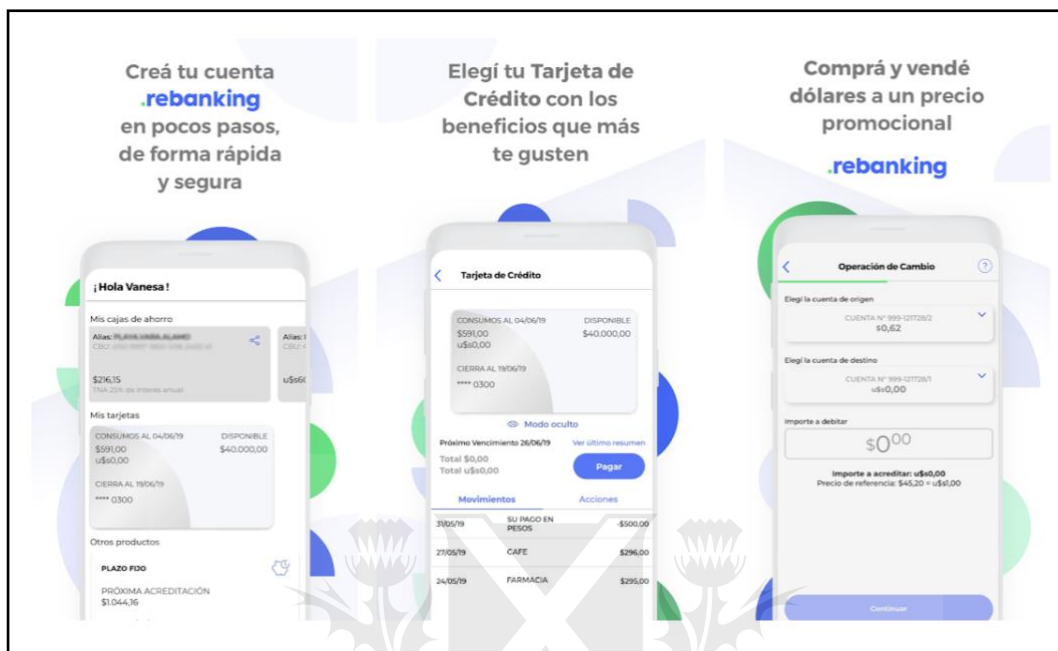 Creá tu cuenta
.rebanking
en pocos pasos,
de forma rápida
y segura
¡Hola Vanesa!
Mis cajas de ahorro
Alias:
CBU:
$216,15
TNA 25% de interés anual
Alias:
CBU:
u$s60
Mis tarjetas
CONSUMOS AL 04/06/19 DISPONIBLE
$591,00 $40.000,00
u$s0,00
CIERRA AL 19/06/19
**** 0300
Otros productos
PLAZO FIJO
PRÓXIMA ACREDITACIÓN
$1.044,16
Elegí tu Tarjeta de
Crédito con los
beneficios que más
te gusten
Tarjeta de Crédito
CONSUMOS AL 04/06/19 DISPONIBLE
$591,00 $40.000,00
u$s0,00
CIERRA AL 19/06/19
**** 0300
Modo oculto
Próximo Vencimiento 26/06/19 Ver último resumen
Total $0,00
Total u$s0,00
Pagar
Movimientos Acciones
31/05/19 SU PAGO EN PESOS -$500,00
27/05/19 CAFE $296,00
24/05/19 FARMACIA $295,00
Comprá y vendé
dólares a un precio
promocional
.rebanking
Operación de Cambio ?
Elegí la cuenta de origen
CUENTA N° 999-121728/2
$0,62
Elegí la cuenta de destino
CUENTA N° 999-121728/1
u$s0,00
Importe a debitar
$000
Importe a acreditar: u$s0,00
Precio de referencia: $45,20 = u$s1,00
Continuar